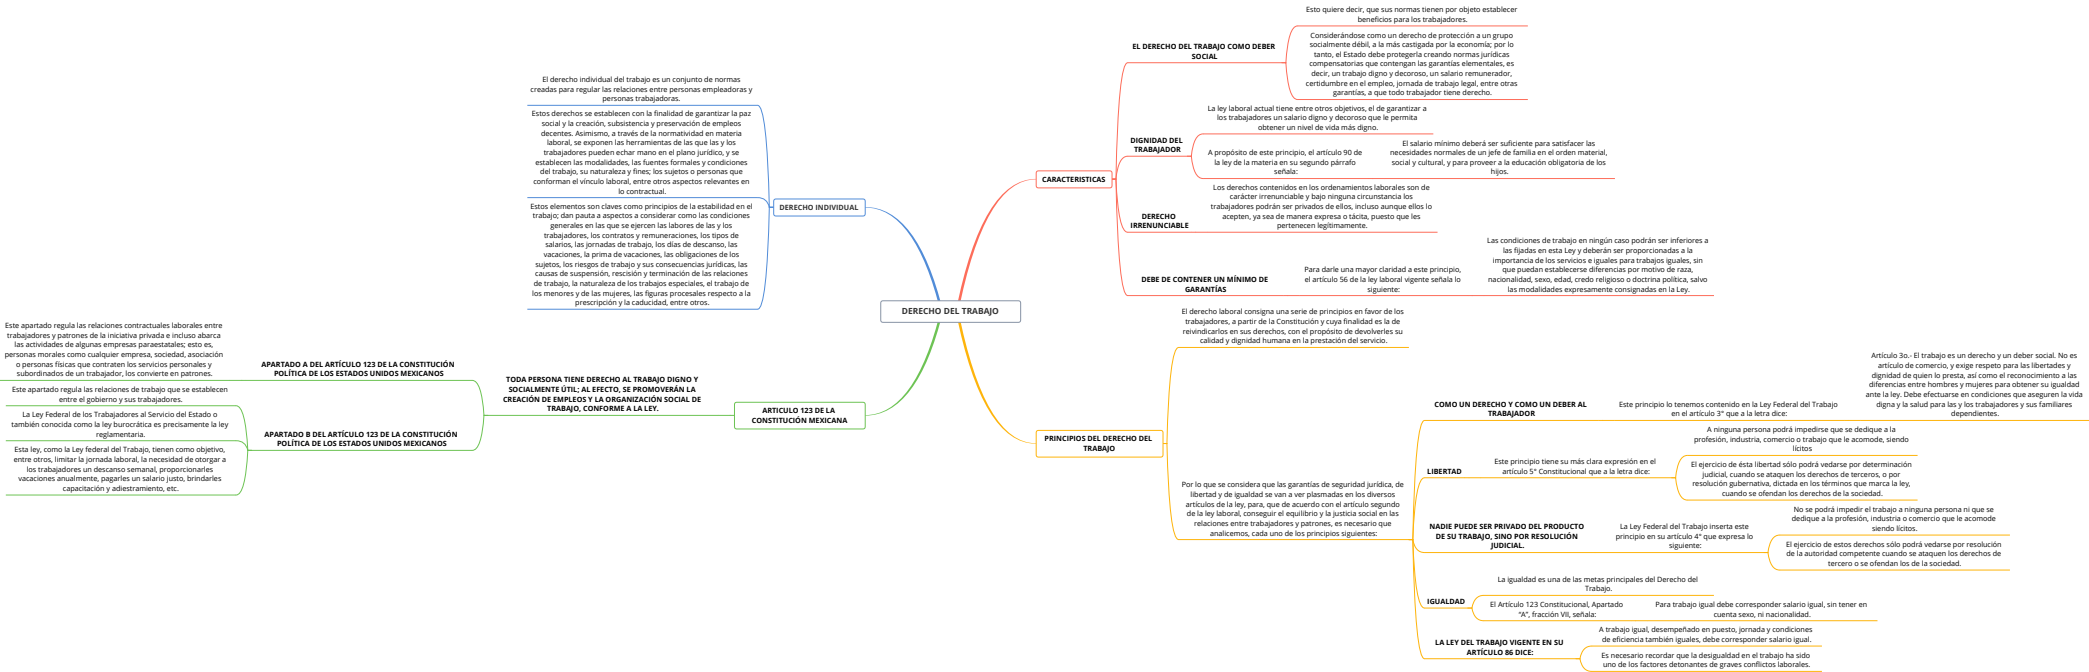 DERECHO DEL TRABAJO
CARACTERISTICAS
EL DERECHO DEL TRABAJO COMO DEBER
SOCIAL
Esto quiere decir, que sus normas tienen por objeto establecer
beneficios para los trabajadores.
Considerándose como un derecho de protección a un grupo
socialmente débil, a la más castigada por la economía; por lo
tanto, el Estado debe protegerla creando normas jurídicas
compensatorias que contengan las garantías elementales, es
decir, un trabajo digno y decoroso, un salario remunerador,
certidumbre en el empleo, jornada de trabajo legal, entre otras
garantías, a que todo trabajador tiene derecho.
DIGNIDAD DEL
TRABAJADOR
La ley laboral actual tiene entre otros objetivos, el de garantizar a
los trabajadores un salario digno y decoroso que le permita
obtener un nivel de vida más digno.
A propósito de este principio, el artículo 90 de
la ley de la materia en su segundo párrafo
señala:
El salario mínimo deberá ser suficiente para satisfacer las
necesidades normales de un jefe de familia en el orden material,
social y cultural, y para proveer a la educación obligatoria de los
hijos.
DERECHO
IRRENUNCIABLE
Los derechos contenidos en los ordenamientos laborales son de
carácter irrenunciable y bajo ninguna circunstancia los
trabajadores podrán ser privados de ellos, incluso aunque ellos lo
acepten, ya sea de manera expresa o tácita, puesto que les
pertenecen legítimamente.
DEBE DE CONTENER UN MÍNIMO DE
GARANTÍAS
Para darle una mayor claridad a este principio,
el artículo 56 de la ley laboral vigente señala lo
siguiente:
Las condiciones de trabajo en ningún caso podrán ser inferiores a
las fijadas en esta Ley y deberán ser proporcionadas a la
importancia de los servicios e iguales para trabajos iguales, sin
que puedan establecerse diferencias por motivo de raza,
nacionalidad, sexo, edad, credo religioso o doctrina política, salvo
las modalidades expresamente consignadas en la Ley.
PRINCIPIOS DEL DERECHO DEL
TRABAJO
El derecho laboral consigna una serie de principios en favor de los
trabajadores, a partir de la Constitución y cuya finalidad es la de
reivindicarlos en sus derechos, con el propósito de devolverles su
calidad y dignidad humana en la prestación del servicio.
Por lo que se considera que las garantías de seguridad jurídica, de
libertad y de igualdad se van a ver plasmadas en los diversos
artículos de la ley, para, que de acuerdo con el artículo segundo
de la ley laboral, conseguir el equilibrio y la justicia social en las
relaciones entre trabajadores y patrones, es necesario que
analicemos, cada uno de los principios siguientes:
COMO UN DERECHO Y COMO UN DEBER AL
TRABAJADOR
Este principio lo tenemos contenido en la Ley Federal del Trabajo
en el artículo 3° que a la letra dice:
Artículo 3o.- El trabajo es un derecho y un deber social. No es
artículo de comercio, y exige respeto para las libertades y
dignidad de quien lo presta, así como el reconocimiento a las
diferencias entre hombres y mujeres para obtener su igualdad
ante la ley. Debe efectuarse en condiciones que aseguren la vida
digna y la salud para las y los trabajadores y sus familiares
dependientes.
LIBERTAD
Este principio tiene su más clara expresión en el
artículo 5° Constitucional que a la letra dice:
A ninguna persona podrá impedirse que se dedique a la
profesión, industria, comercio o trabajo que le acomode, siendo
lícitos
El ejercicio de ésta libertad sólo podrá vedarse por determinación
judicial, cuando se ataquen los derechos de terceros, o por
resolución gubernativa, dictada en los términos que marca la ley,
cuando se ofendan los derechos de la sociedad.
NADIE PUEDE SER PRIVADO DEL PRODUCTO
DE SU TRABAJO, SINO POR RESOLUCIÓN
JUDICIAL.
La Ley Federal del Trabajo inserta este
principio en su artículo 4° que expresa lo
siguiente:
No se podrá impedir el trabajo a ninguna persona ni que se
dedique a la profesión, industria o comercio que le acomode
siendo lícitos.
El ejercicio de estos derechos sólo podrá vedarse por resolución
de la autoridad competente cuando se ataquen los derechos de
tercero o se ofendan los de la sociedad.
IGUALDAD
La igualdad es una de las metas principales del Derecho del
Trabajo.
El Artículo 123 Constitucional, Apartado
"A", fracción VII, señala:
Para trabajo igual debe corresponder salario igual, sin tener en
cuenta sexo, ni nacionalidad.
LA LEY DEL TRABAJO VIGENTE EN SU
ARTÍCULO 86 DICE:
A trabajo igual, desempeñado en puesto, jornada y condiciones
de eficiencia también iguales, debe corresponder salario igual.
Es necesario recordar que la desigualdad en el trabajo ha sido
uno de los factores detonantes de graves conflictos laborales.
DERECHO INDIVIDUAL
El derecho individual del trabajo es un conjunto de normas
creadas para regular las relaciones entre personas empleadoras y
personas trabajadoras.
Estos derechos se establecen con la finalidad de garantizar la paz
social y la creación, subsistencia y preservación de empleos
decentes. Asimismo, a través de la normatividad en materia
laboral, se exponen las herramientas de las que las y los
trabajadores pueden echar mano en el plano jurídico, y se
establecen las modalidades, las fuentes formales y condiciones
del trabajo, su naturaleza y fines; los sujetos o personas que
conforman el vínculo laboral, entre otros aspectos relevantes en
lo contractual.
Estos elementos son claves como principios de la estabilidad en el
trabajo; dan pauta a aspectos a considerar como las condiciones
generales en las que se ejercen las labores de las y los
trabajadores, los contratos y remuneraciones, los tipos de
salarios, las jornadas de trabajo, los días de descanso, las
vacaciones, la prima de vacaciones, las obligaciones de los
sujetos, los riesgos de trabajo y sus consecuencias jurídicas, las
causas de suspensión, rescisión y terminación de las relaciones
de trabajo, la naturaleza de los trabajos especiales, el trabajo de
los menores y de las mujeres, las figuras procesales respecto a la
prescripción y la caducidad, entre otros.
ARTICULO 123 DE LA
CONSTITUCIÓN MEXICANA
TODA PERSONA TIENE DERECHO AL TRABAJO DIGNO Y
SOCIALMENTE ÚTIL; AL EFECTO, SE PROMOVERÁN LA
CREACIÓN DE EMPLEOS Y LA ORGANIZACIÓN SOCIAL DE
TRABAJO, CONFORME A LA LEY.
APARTADO A DEL ARTÍCULO 123 DE LA CONSTITUCIÓN
POLÍTICA DE LOS ESTADOS UNIDOS MEXICANOS
Este apartado regula las relaciones contractuales laborales entre
trabajadores y patrones de la iniciativa privada e incluso abarca
las actividades de algunas empresas paraestatales; esto es,
personas morales como cualquier empresa, sociedad, asociación
o personas físicas que contraten los servicios personales y
subordinados de un trabajador, los convierte en patrones.
APARTADO B DEL ARTÍCULO 123 DE LA CONSTITUCIÓN
POLÍTICA DE LOS ESTADOS UNIDOS MEXICANOS
Este apartado regula las relaciones de trabajo que se establecen
entre el gobierno y sus trabajadores.
La Ley Federal de los Trabajadores al Servicio del Estado o
también conocida como la ley burocrática es precisamente la ley
reglamentaria.
Esta ley, como la Ley federal del Trabajo, tienen como objetivo,
entre otros, limitar la jornada laboral, la necesidad de otorgar a
los trabajadores un descanso semanal, proporcionarles
vacaciones anualmente, pagarles un salario justo, brindarles
capacitación y adiestramiento, etc.